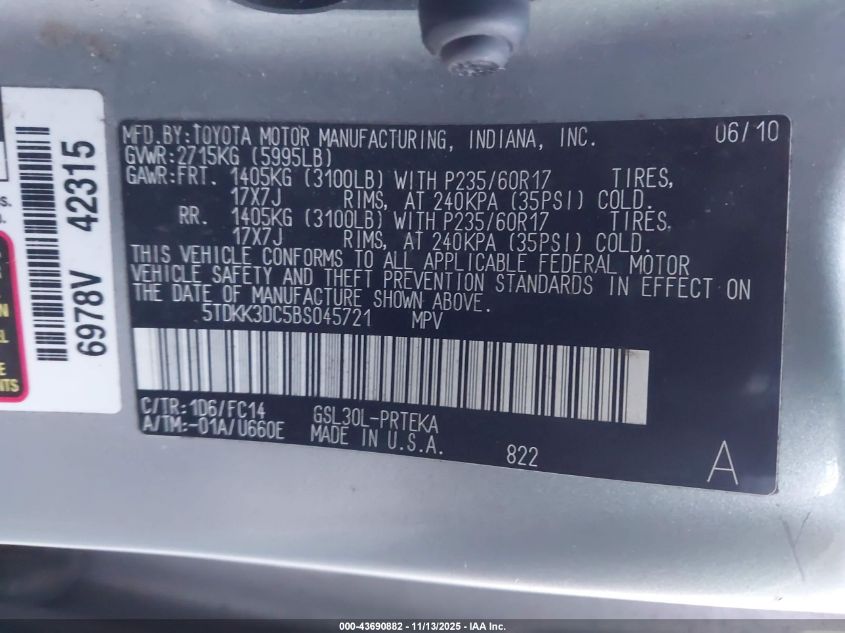 MFD.BY:TOYOTA MOTOR MANUFACTURING, INDIANA, INC. 06/10
GVWR:2715KG (5995LB)
GAWR:FRT. 1405KG (3100LB) WITH P235/60R17 TIRES,
17X7J RIMS, AT 240KPA (35PSI) COLD.
RR. 1405KG (3100LB) WITH P235/60R17 TIRES,
17X7J RIMS, AT 240KPA (35PSI) COLD.
THIS VEHICLE CONFORMS TO ALL APPLICABLE FEDERAL MOTOR
VEHICLE SAFETY AND THEFT PREVENTION STANDARDS IN EFFECT ON
THE DATE OF MANUFACTURE SHOWN ABOVE.
5TDKK3DC5BS045721 MPV
C/TR:1D6/FC14 GSL30L-PRTEKA
A/TM:-01A/U660E MADE IN U.S.A.
822
A
6978V 42315
000-43690882 - 11/13/2025 - IAA Inc.